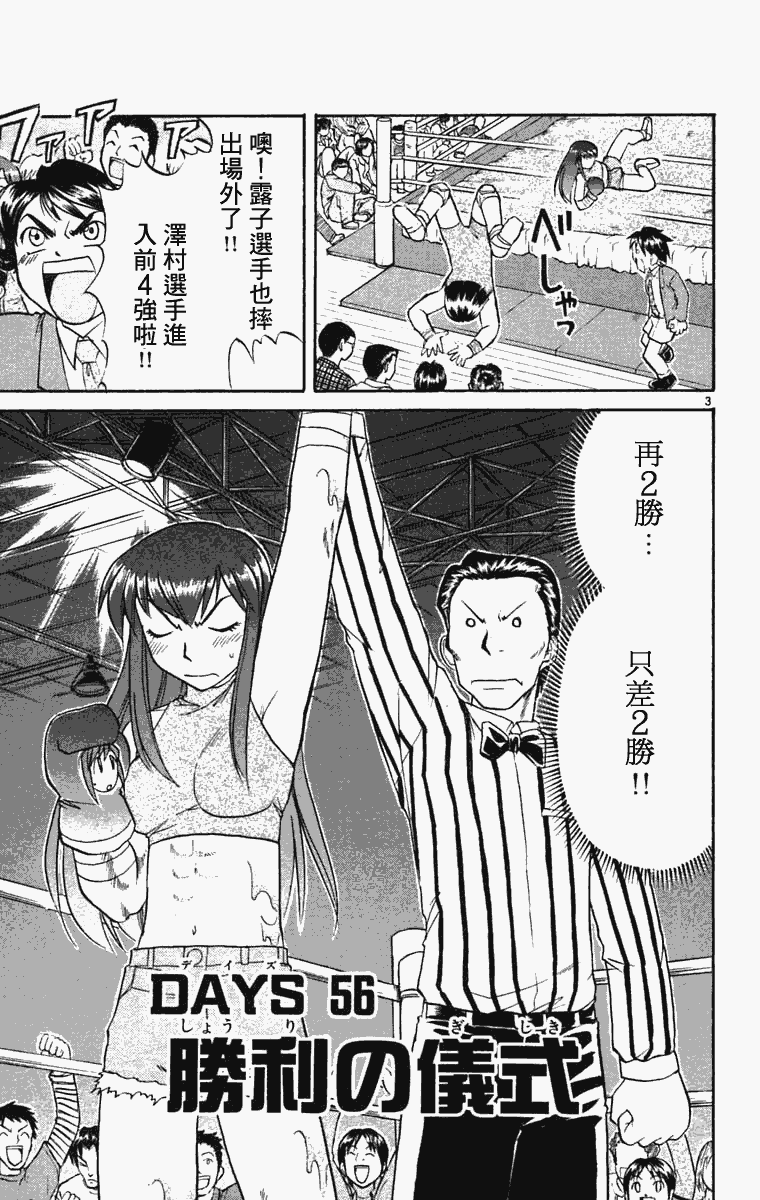 べしゃっ
3
噢！露子選手也摔
出場外了!!
澤村選手進
入前4強啦!!
ワァァァァ
再2勝…
只差2勝!!
デイズ
DAYS 56
しょうり ぎしき
勝利の儀式